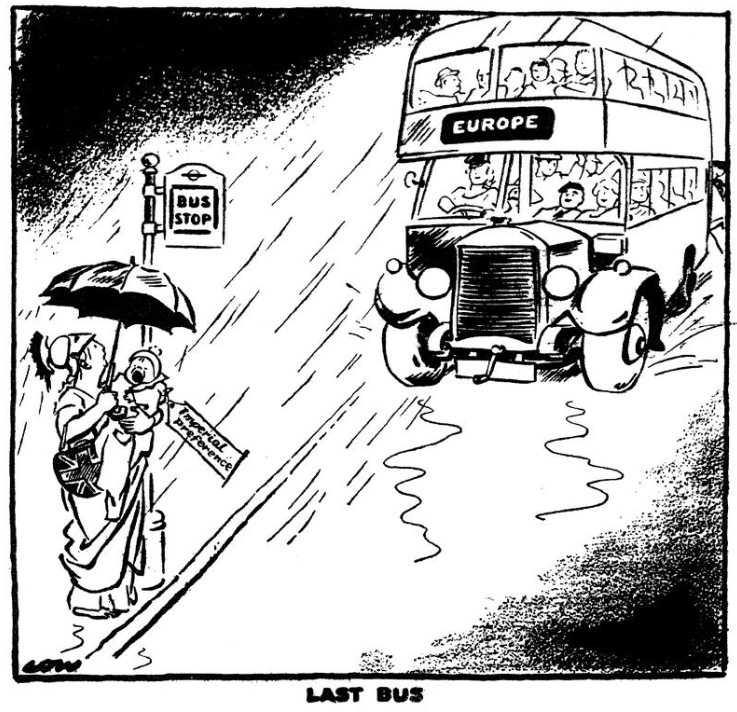 EUROPE
BUS
STOP
Imperial
preference
LOW
LAST BUS